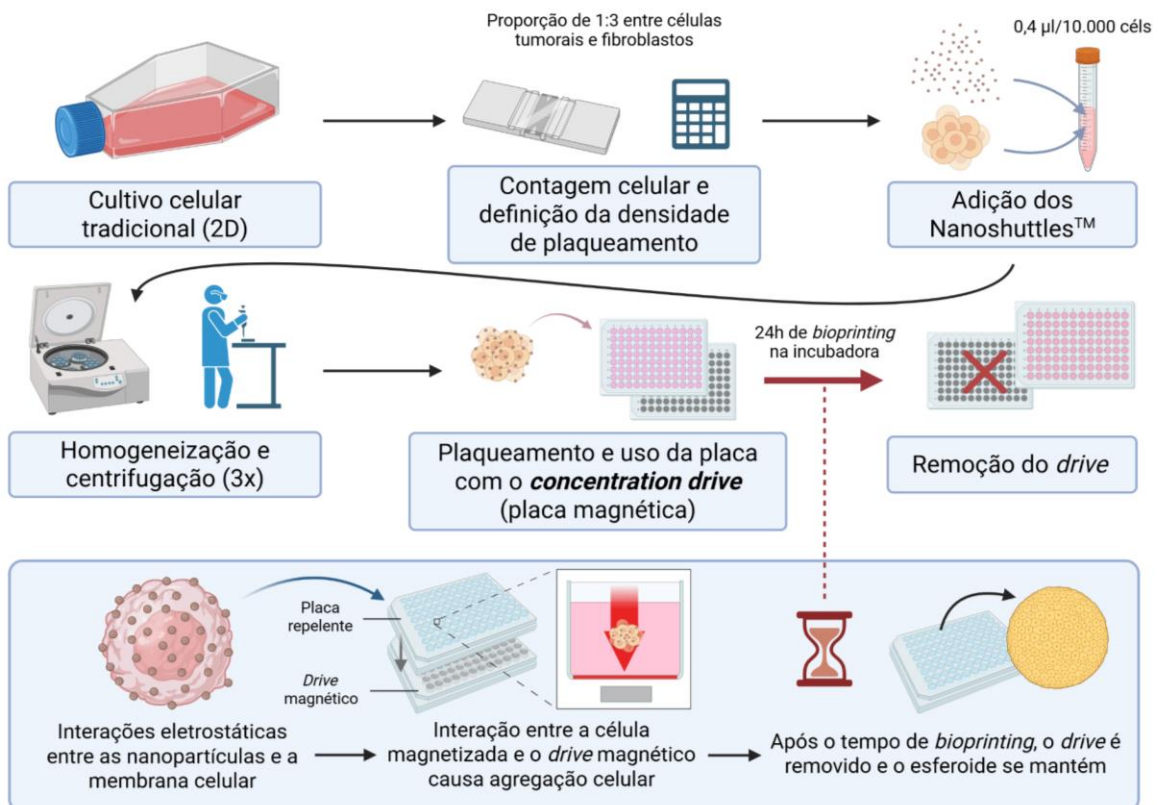 Proporção de 1:3 entre células
tumorais e fibroblastos
0,4 µl/10.000 céls
Cultivo celular
tradicional (2D)
Contagem celular e
definição da densidade
de plaqueamento
Adição dos
Nanoshuttles™
24h de bioprinting
na incubadora
Homogeneização e
centrifugação (3x)
Plaqueamento e uso da placa
com o concentration drive
(placa magnética)
Remoção do drive
Placa
repelente
Drive
magnético
Interações eletrostáticas
entre as nanopartículas e a
membrana celular
Interação entre a célula
magnetizada e o drive magnético
causa agregação celular
Após o tempo de bioprinting, o drive é
removido e o esferoide se mantém